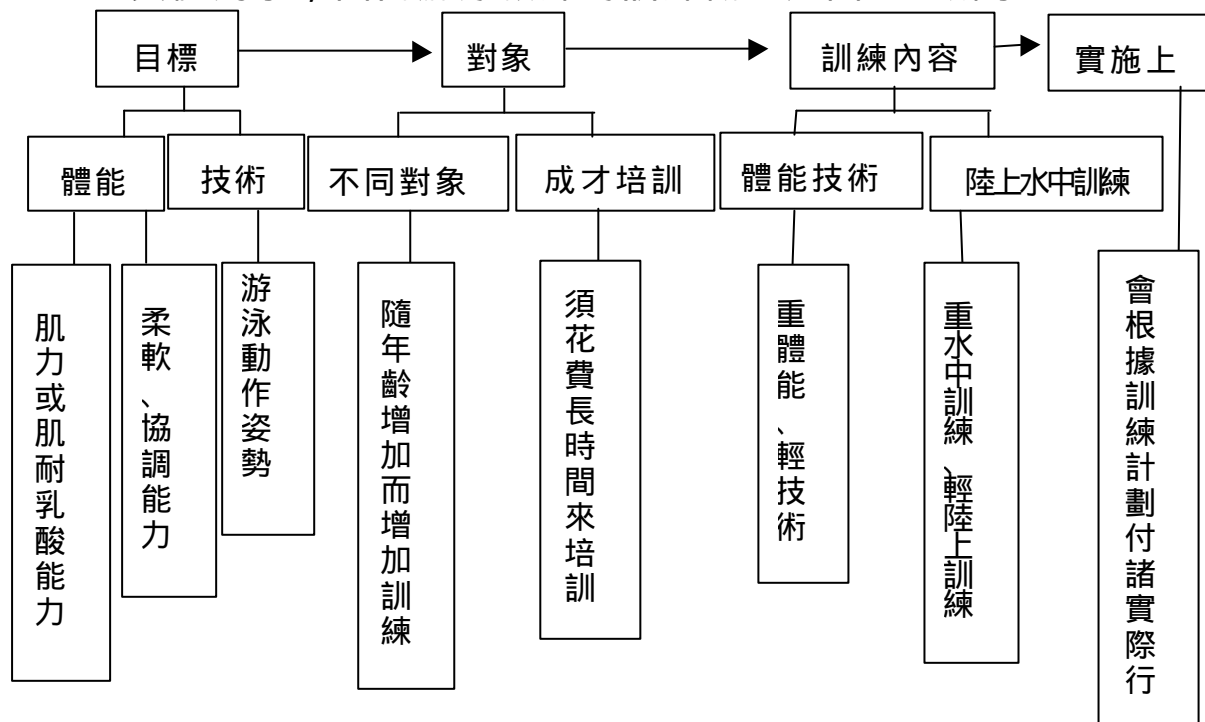 目標
對象
訓練內容
實施上
體能
技術
不同對象
成才培訓
體能技術
陸上水中訓練
肌力或肌耐乳酸能力
柔軟、協調能力
游泳動作姿勢
隨年齡增加而增加訓練
須花費長時間來培訓
重體能、輕技術
重水中訓練、輕陸上訓練
會根據訓練計劃付諸實際行